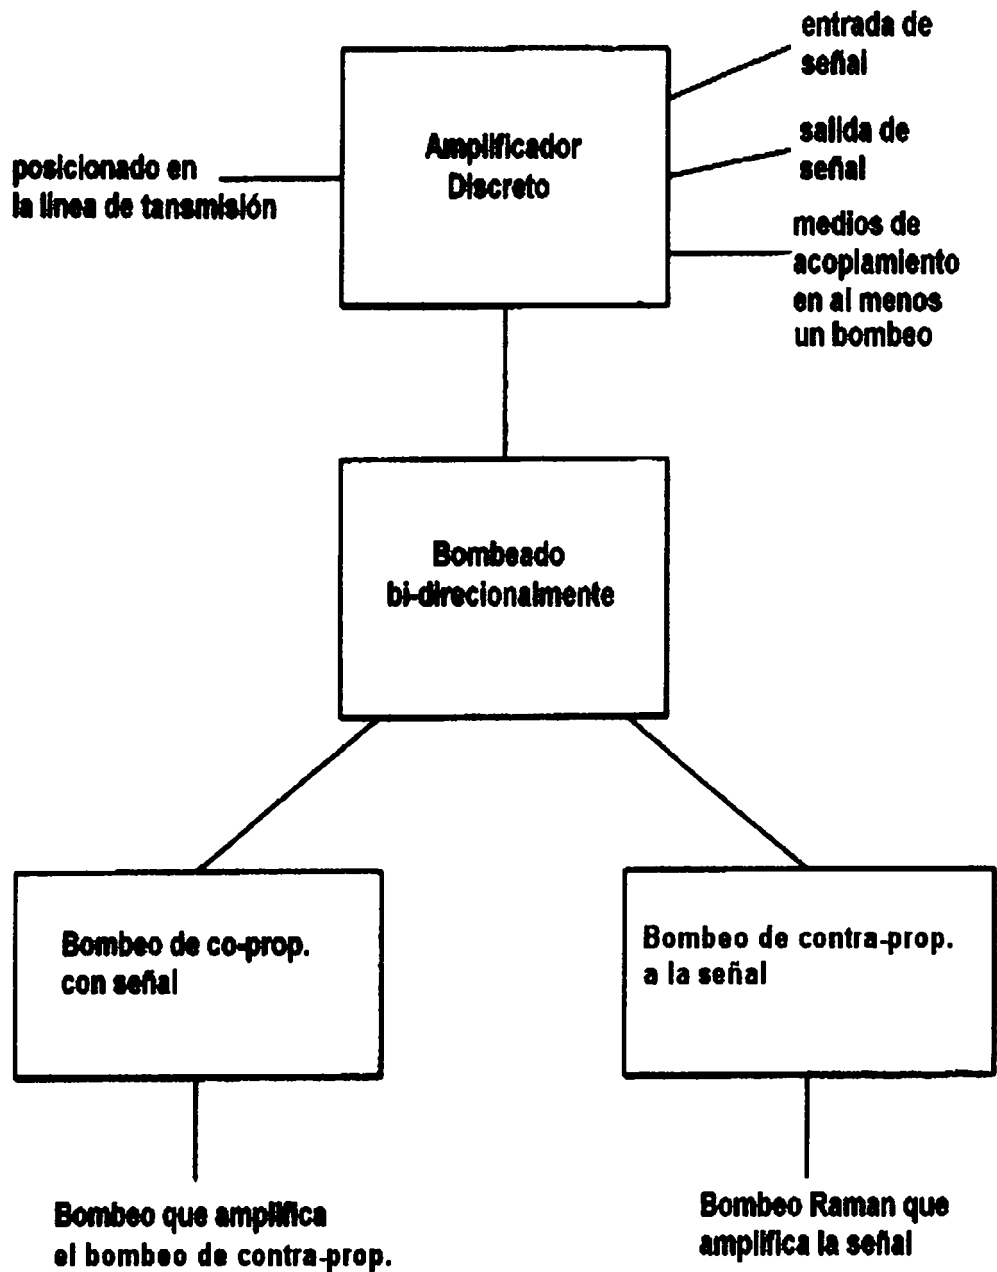 entrada de
señal
Amplificador
Discreto
salida de
señal
posicionado en
la linea de tansmisión
medios de
acoplamiento
en al menos
un bombeo
Bombeado
bi-direcionalmente
Bombeo de co-prop.
con señal
Bombeo de contra-prop.
a la señal
Bombeo que amplifica
el bombeo de contra-prop.
Bombeo Raman que
amplifica la señal